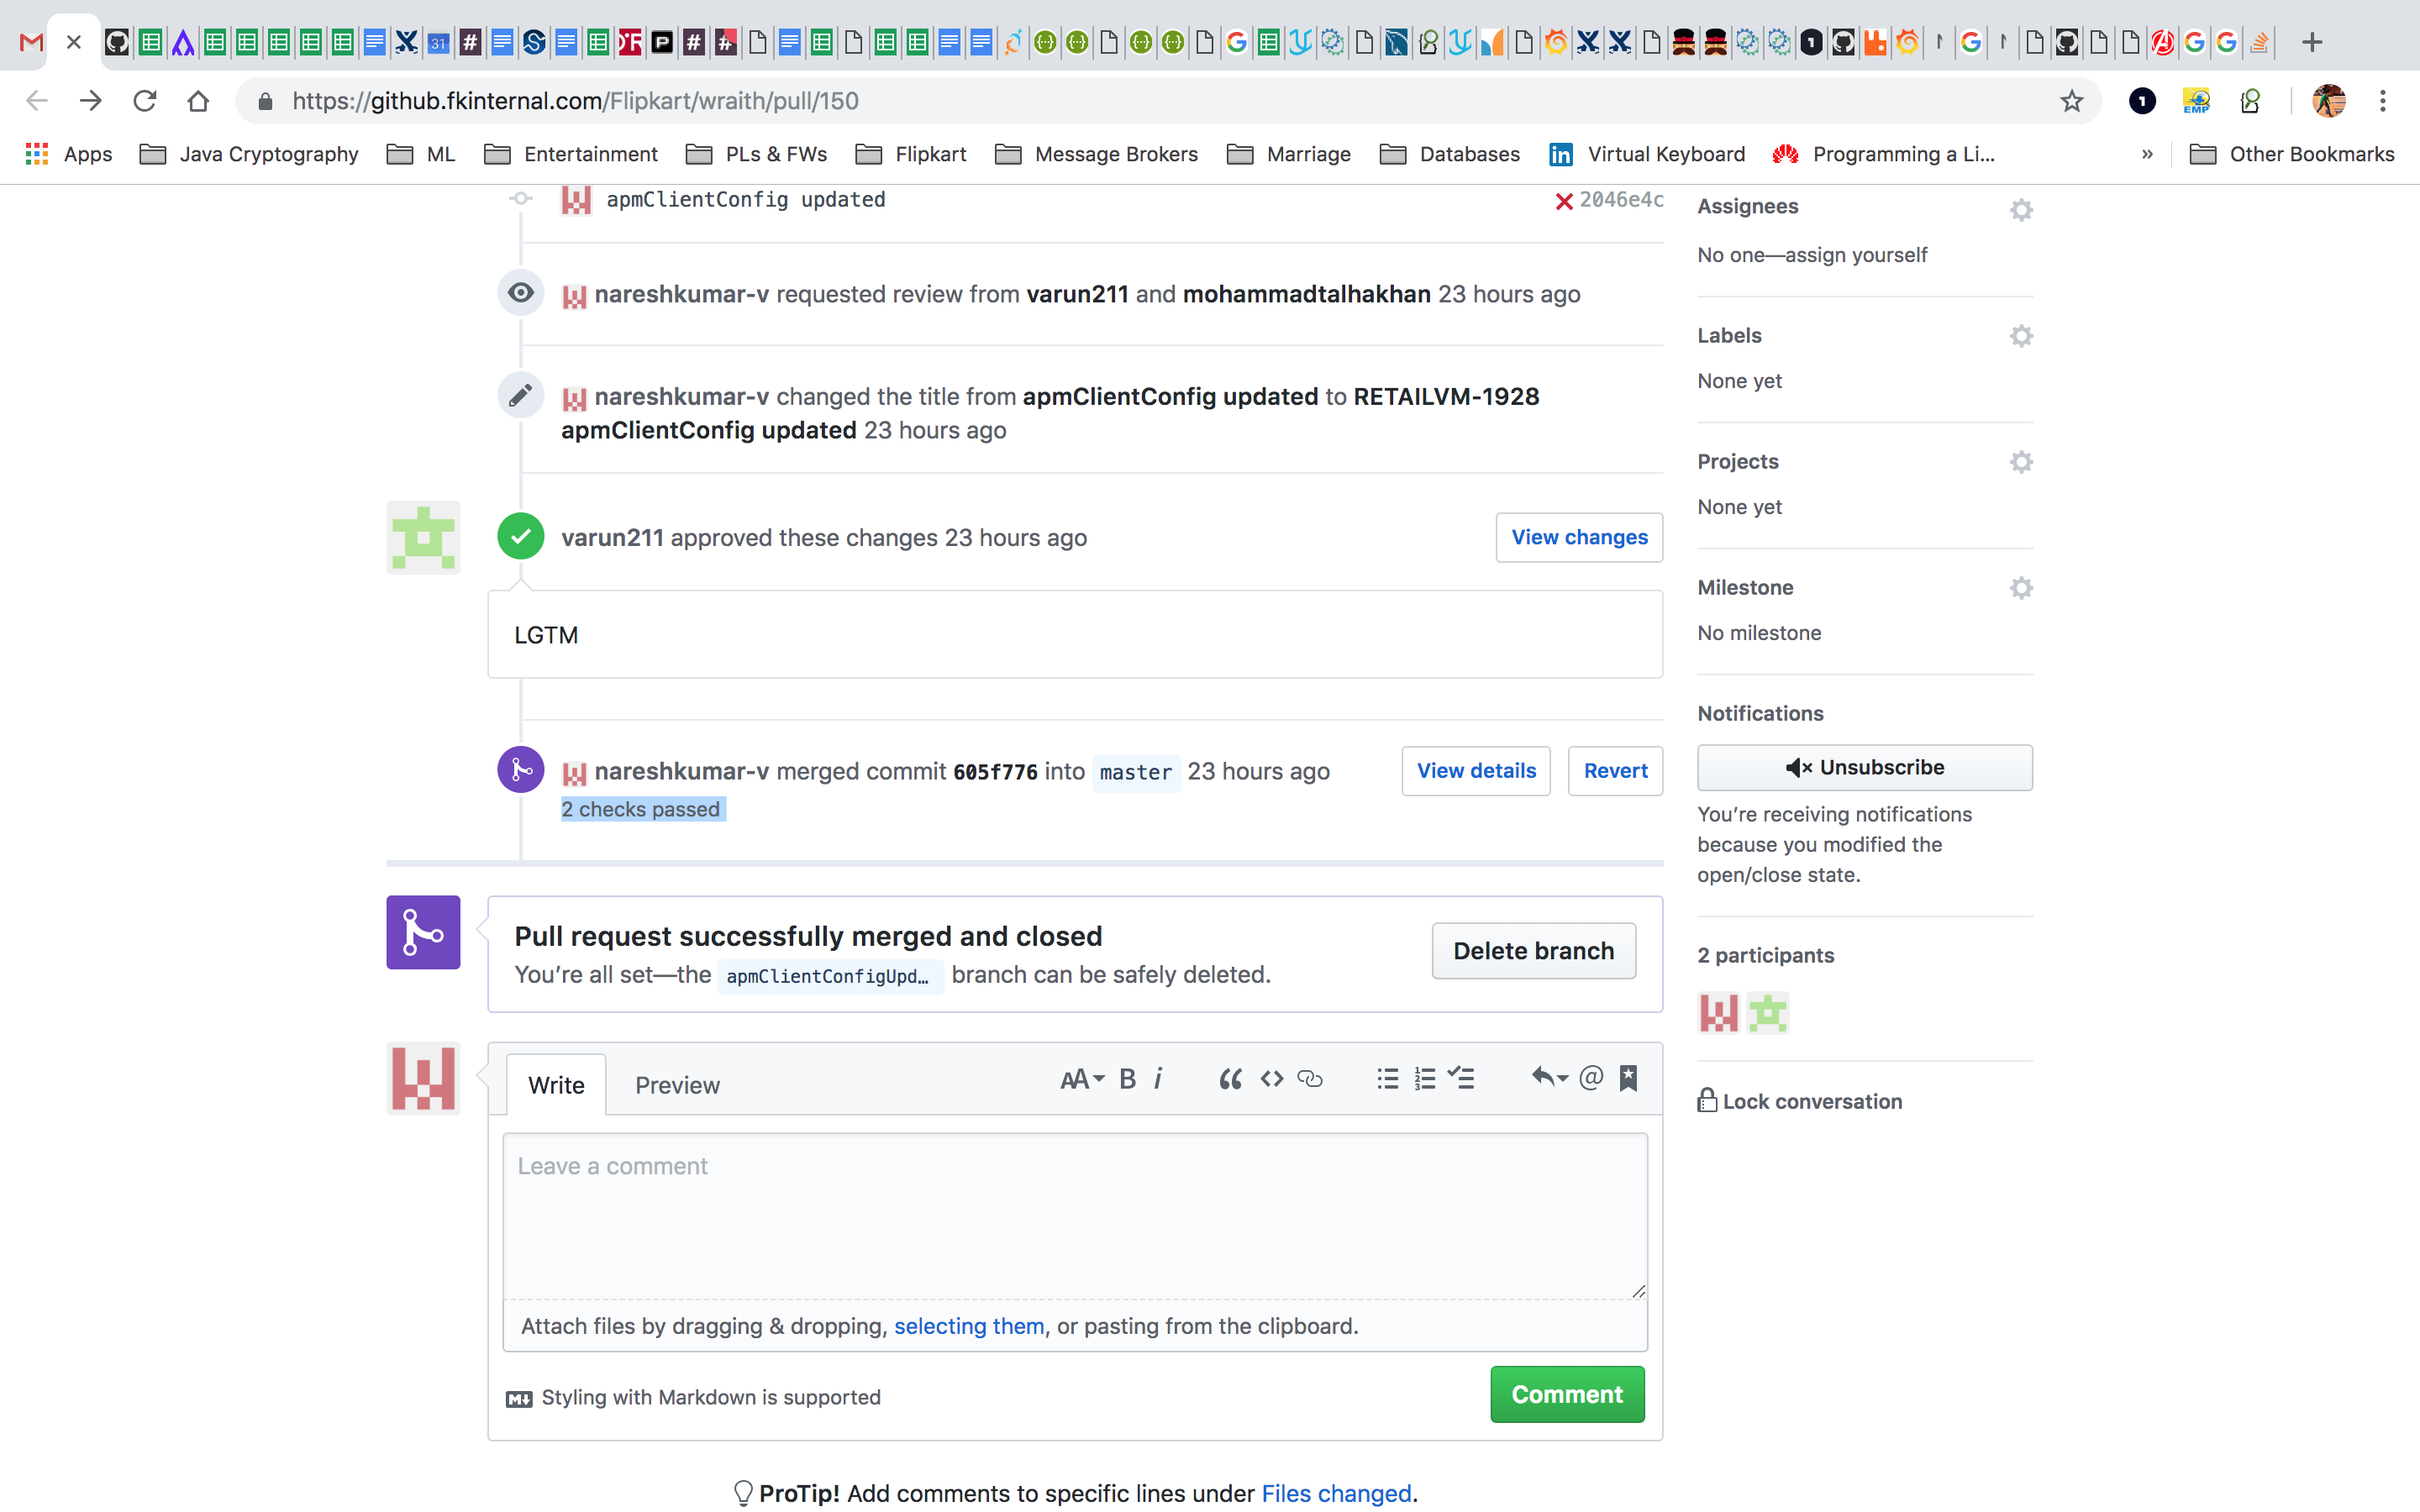 31
https://github.fkinternal.com/Flipkart/wraith/pull/150
1
EMP
Apps
Java Cryptography
ML
Entertainment
PLs & FWs
Flipkart
Message Brokers
Marriage
Databases
Virtual Keyboard
Programming a Li...
»
Other Bookmarks
apmClientConfig updated
2046e4c
nareshkumar-v requested review from varun211 and mohammadtalhakhan 23 hours ago
nareshkumar-v changed the title from apmClientConfig updated to RETAILVM-1928
apmClientConfig updated 23 hours ago
varun211 approved these changes 23 hours ago
View changes
LGTM
nareshkumar-v merged commit 605f776 into master 23 hours ago
View details
Revert
2 checks passed
Pull request successfully merged and closed
You’re all set—the apmClientConfigUpd… branch can be safely deleted.
Delete branch
Write
Preview
AA
B
i
@
Leave a comment
Attach files by dragging & dropping, selecting them, or pasting from the clipboard.
Styling with Markdown is supported
Comment
ProTip! Add comments to specific lines under Files changed.
Assignees
No one—assign yourself
Labels
None yet
Projects
None yet
Milestone
No milestone
Notifications
Unsubscribe
You’re receiving notifications
because you modified the
open/close state.
2 participants
Lock conversation